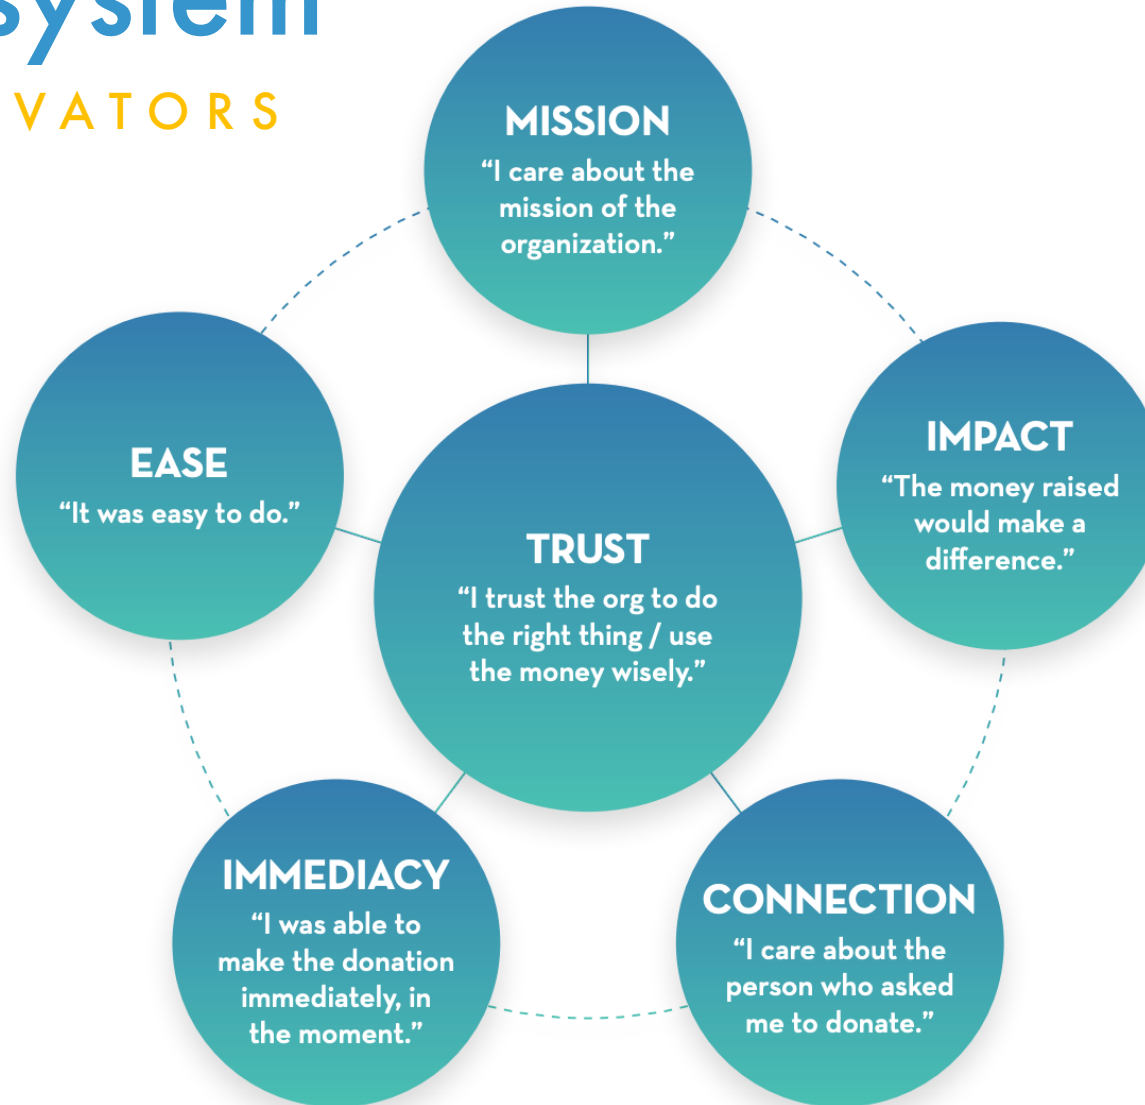 system
VATORS
MISSION
“I care about the
mission of the
organization.”
EASE
“It was easy to do.”
IMPACT
“The money raised
would make a
difference.”
TRUST
“I trust the org to do
the right thing / use
the money wisely.”
IMMEDIACY
“I was able to
make the donation
immediately, in
the moment.”
CONNECTION
“I care about the
person who asked
me to donate.”